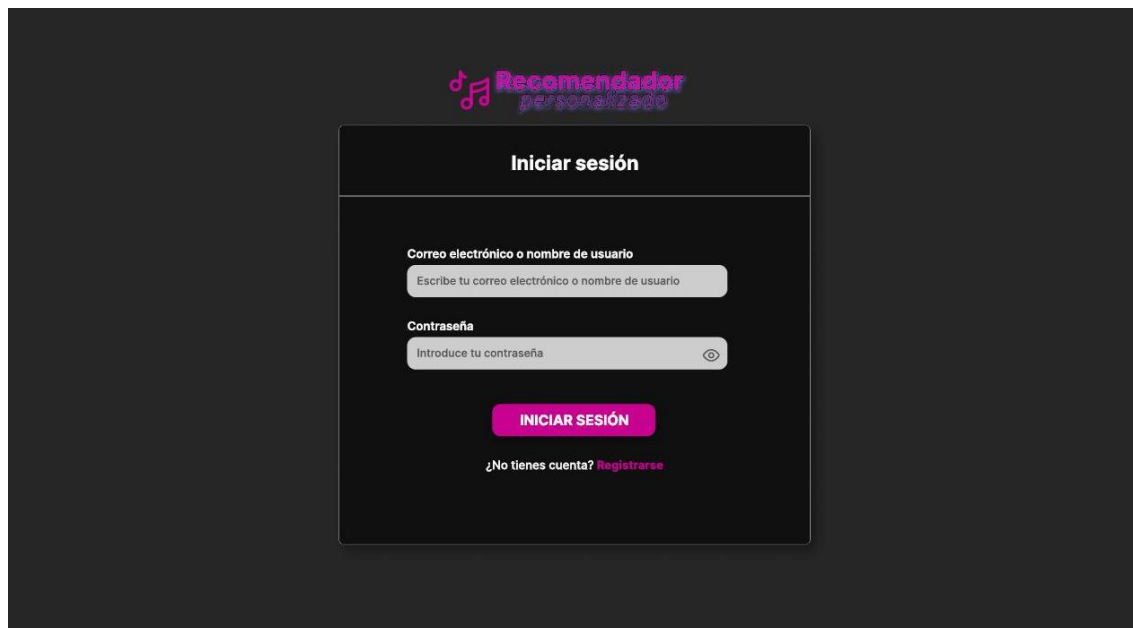 Recomendador
personalizado
Iniciar sesión
Correo electrónico o nombre de usuario
Escribe tu correo electrónico o nombre de usuario
Contraseña
Introduce tu contraseña
INICIAR SESIÓN
¿No tienes cuenta? Registrarse